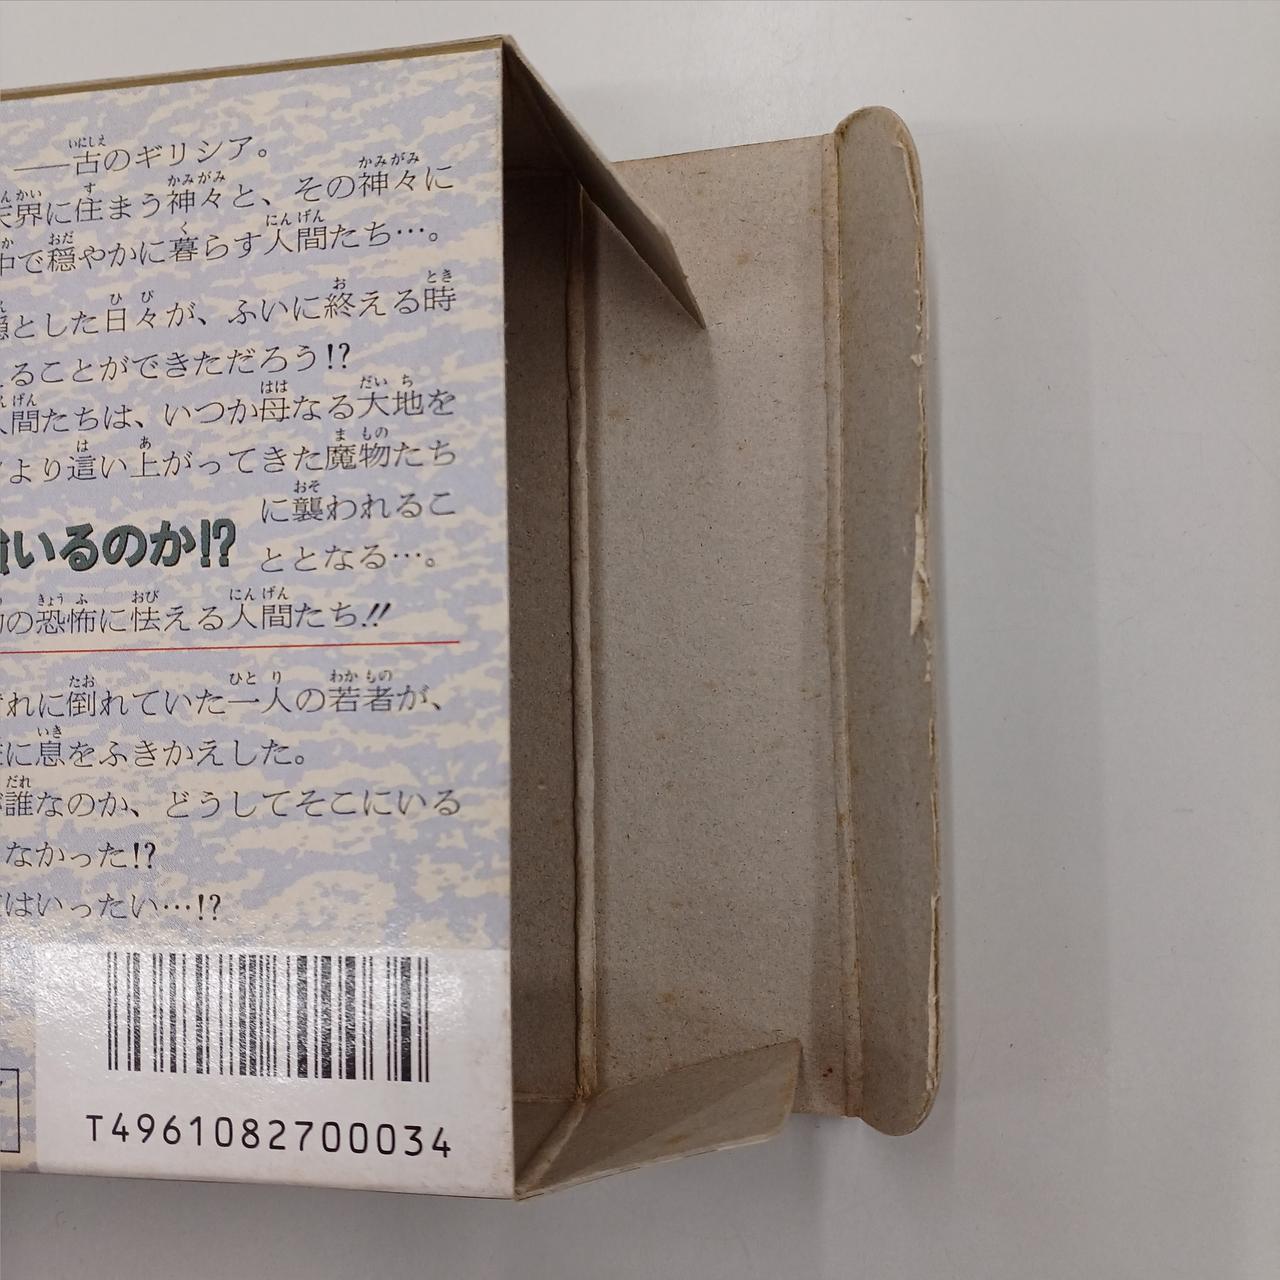 ――古のギリシア。
界に住まう神々と、その神々に
中で穏やかに暮らす人間たち…。
とした日々が、ふいに終える時
ることができただろう!?
間たちは、いつか母なる大地を
より這い上がってきた魔物たち
に襲われるこ
いるのか!?
ととなる…。
の恐怖に怯える人間たち!!
れに倒れていた一人の若者が、
に息をふきかえした。
誰なのか、どうしてそこにいる
なかった!?
はいったい…!?
T4961082700034